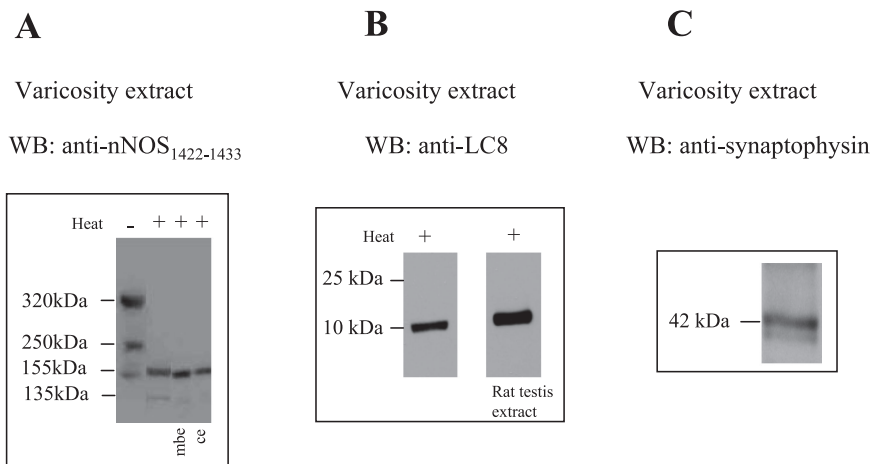 A
Varicosity extract
WB: anti-nNOS1422-1433
Heat - + + +
320kDa
250kDa
155kDa
135kDa
mbe
ce
B
Varicosity extract
WB: anti-LC8
Heat + +
25 kDa
10 kDa
Rat testis
extract
C
Varicosity extract
WB: anti-synaptophysin
42 kDa